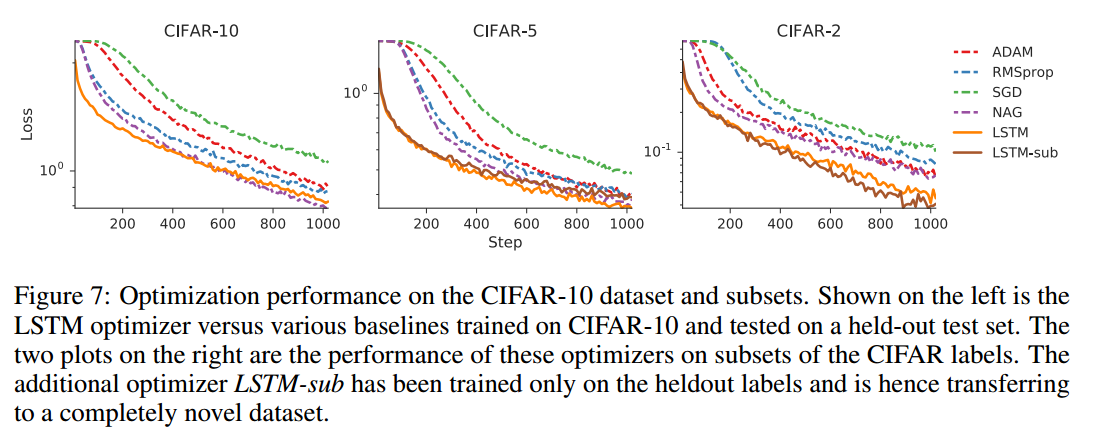 CIFAR-10
CIFAR-5
CIFAR-2
Loss
10⁰
200 400 600 800 1000
10⁰
200 400 600 800 1000
Step
10⁻¹
200 400 600 800 1000
ADAM
RMSprop
SGD
NAG
LSTM
LSTM-sub
Figure 7: Optimization performance on the CIFAR-10 dataset and subsets. Shown on the left is the
LSTM optimizer versus various baselines trained on CIFAR-10 and tested on a held-out test set. The
two plots on the right are the performance of these optimizers on subsets of the CIFAR labels. The
additional optimizer LSTM-sub has been trained only on the heldout labels and is hence transferring
to a completely novel dataset.